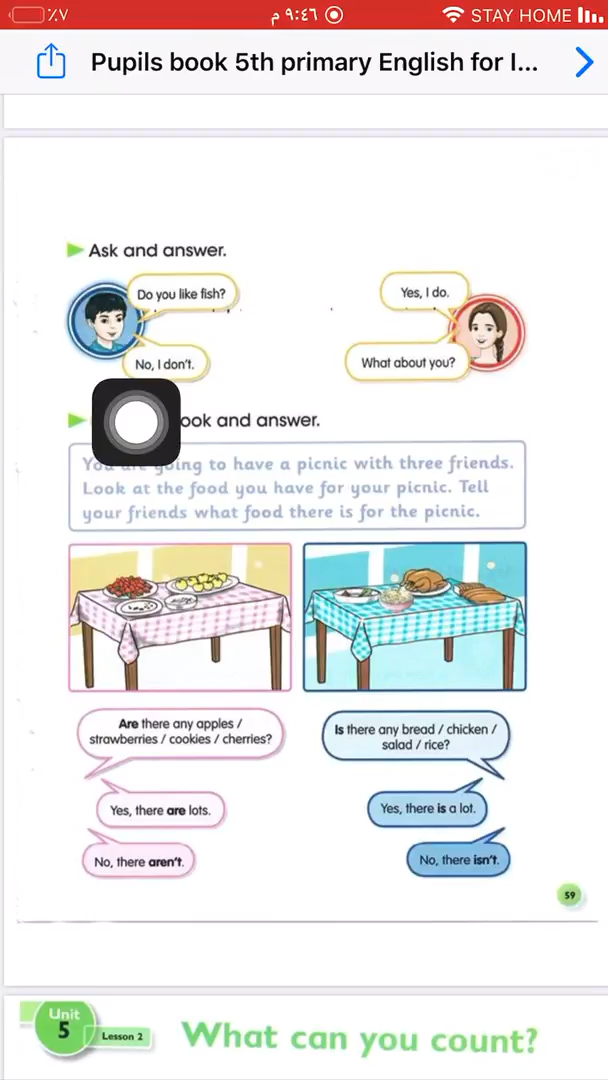 ٪٧
٩:٤٦ م
STAY HOME
Pupils book 5th primary English for I...
Ask and answer.
Do you like fish?
Yes, I do.
No, I don't.
What about you?
ook and answer.
You are going to have a picnic with three friends.
Look at the food you have for your picnic. Tell
your friends what food there is for the picnic.
Are there any apples /
strawberries / cookies / cherries?
Is there any bread / chicken /
salad / rice?
Yes, there are lots.
Yes, there is a lot.
No, there aren't.
No, there isn't.
59
Unit
5
Lesson 2
What can you count?